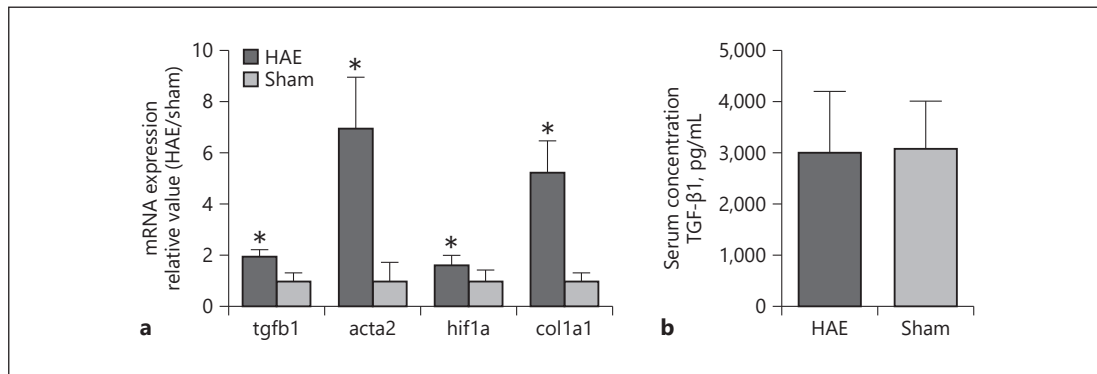 mRNA expression
relative value (HAE/sham)
10
8
6
4
2
0
HAE
Sham
*
*
*
*
tgfb1
acta2
hif1a
col1a1
a
Serum concentration
TGF-β1, pg/mL
5,000
4,000
3,000
2,000
1,000
0
HAE
Sham
b